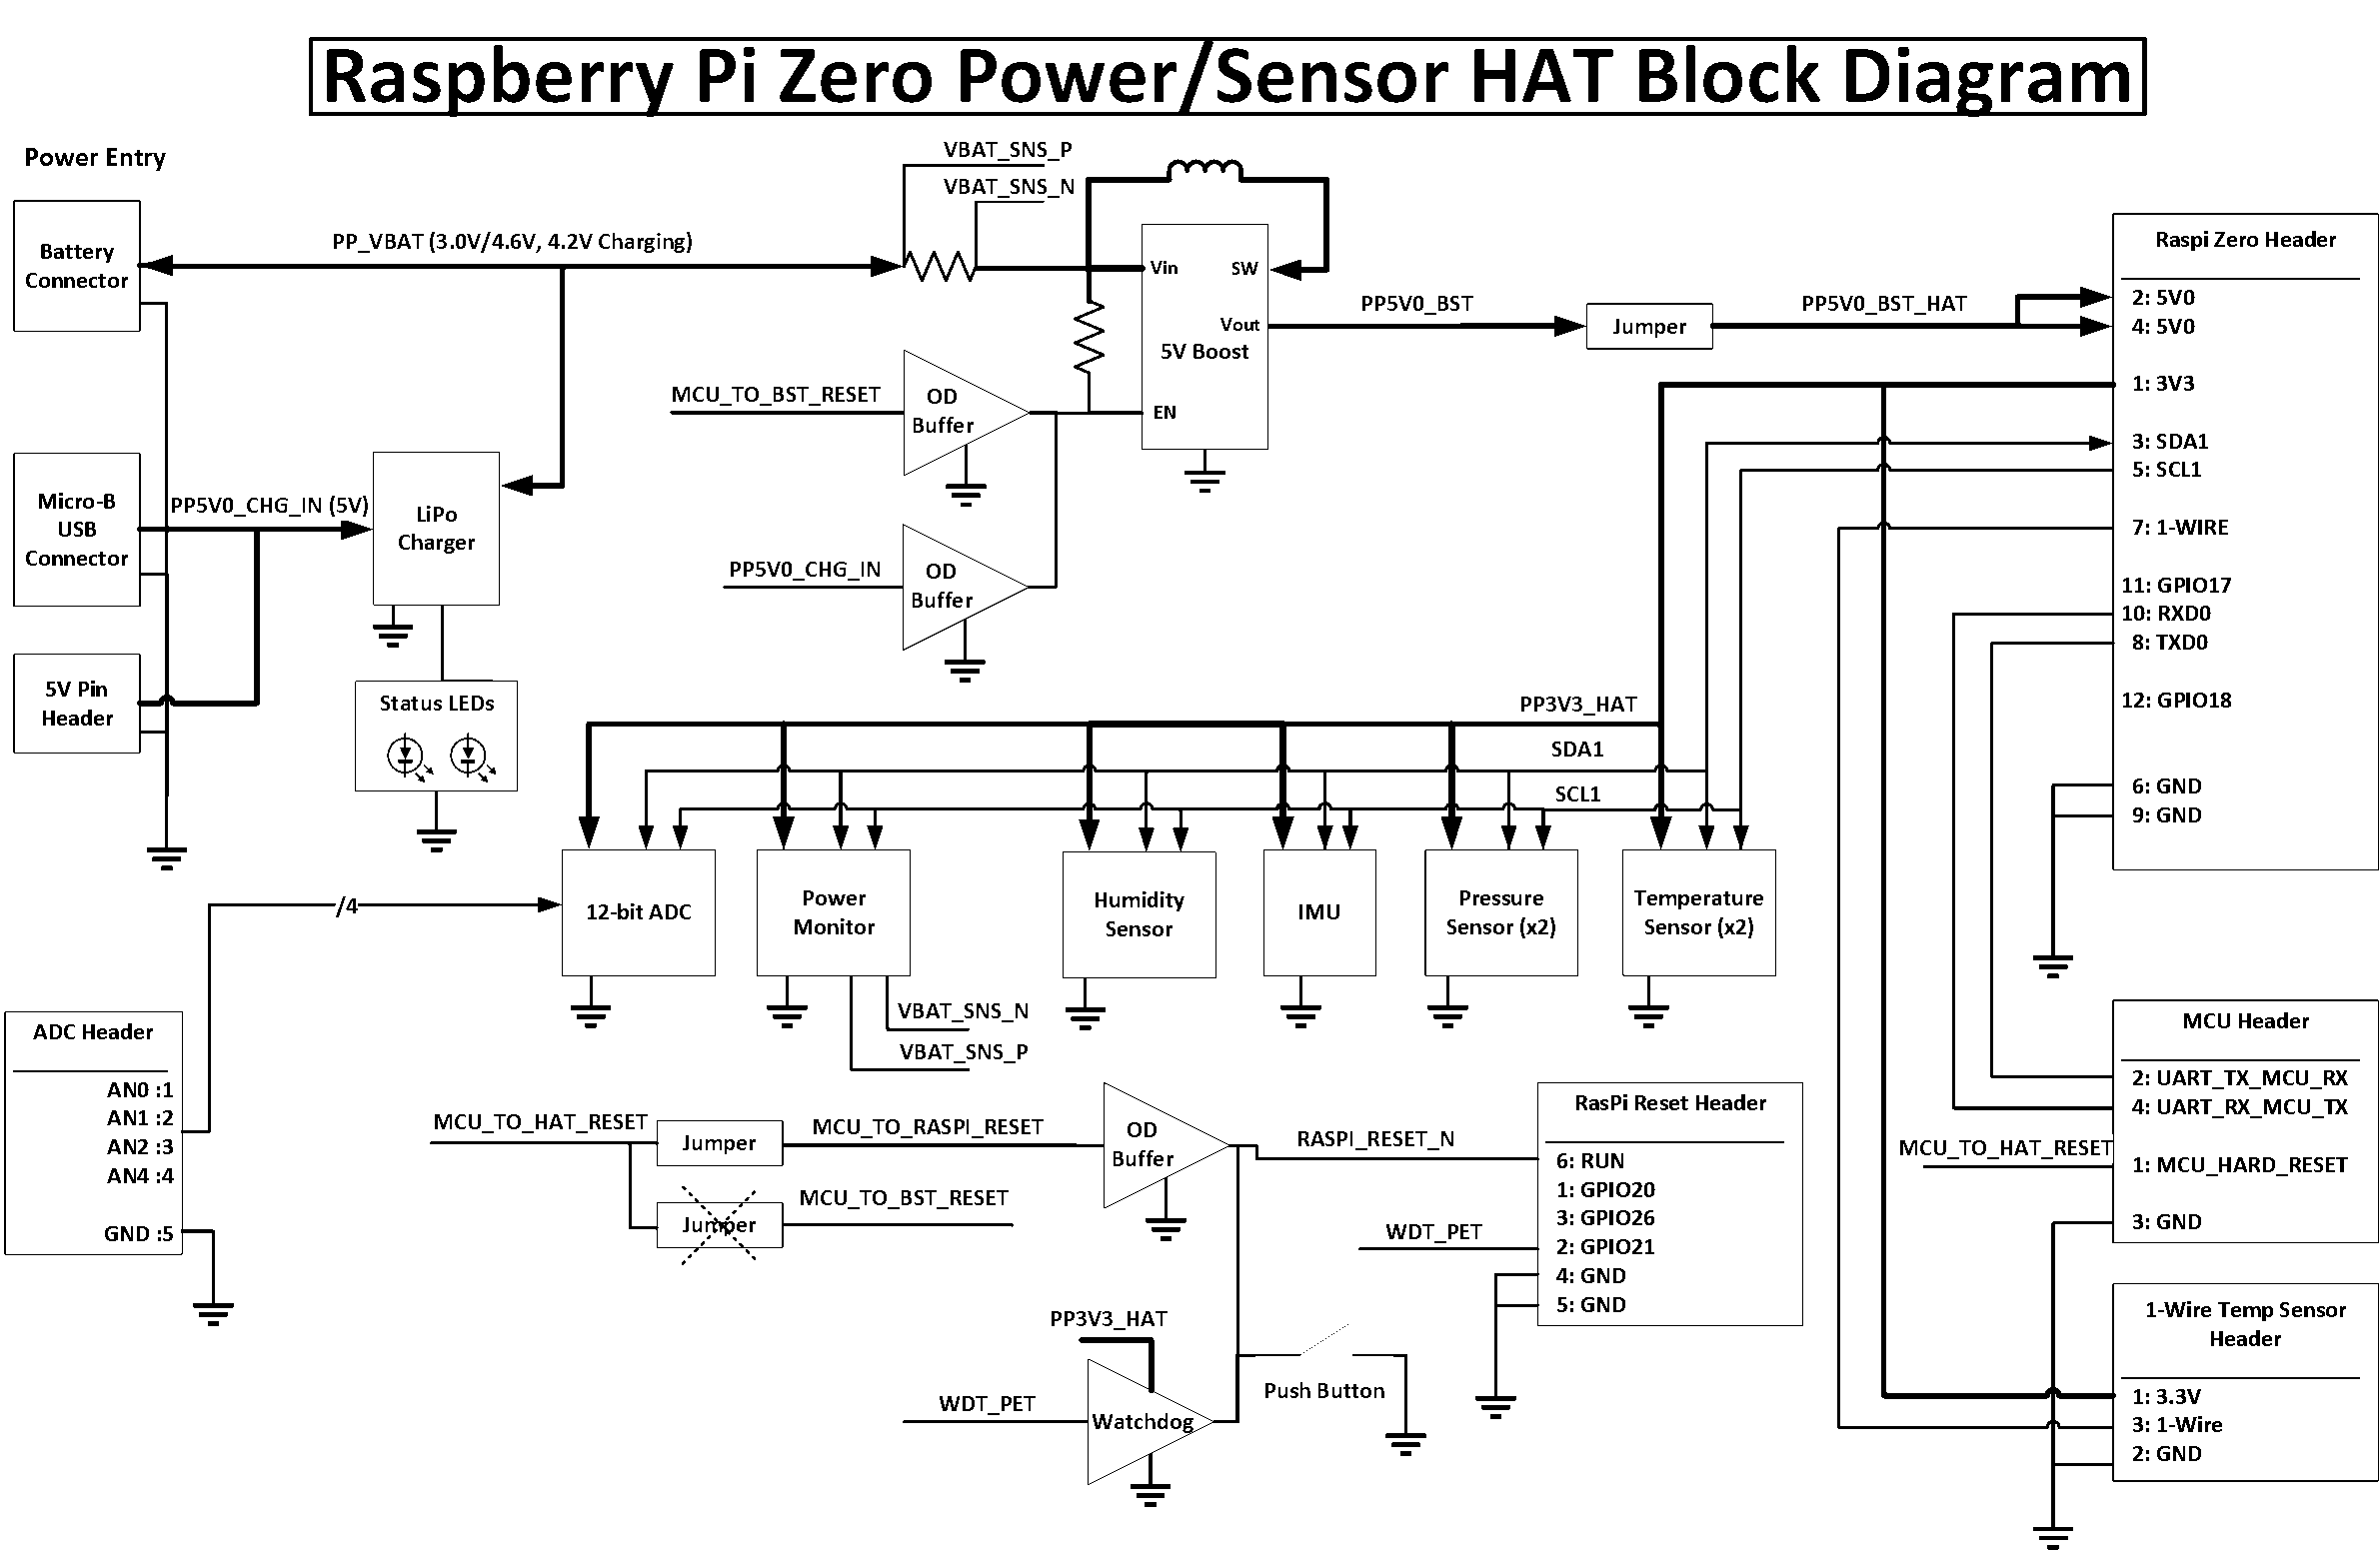 Raspberry Pi Zero Power/Sensor HAT Block Diagram
Power Entry
Battery
Connector
PP_VBAT (3.0V/4.6V, 4.2V Charging)
VBAT_SNS_P
VBAT_SNS_N
Vin
SW
Vout
5V Boost
EN
PP5V0_BST
Jumper
PP5V0_BST_HAT
MCU_TO_BST_RESET
OD
Buffer
PP5V0_CHG_IN
OD
Buffer
Micro-B
USB
Connector
PP5V0_CHG_IN (5V)
LiPo
Charger
5V Pin
Header
Status LEDs
Raspi Zero Header
2: 5V0
4: 5V0
1: 3V3
3: SDA1
5: SCL1
7: 1-WIRE
11: GPIO17
10: RXD0
8: TXD0
12: GPIO18
6: GND
9: GND
PP3V3_HAT
SDA1
SCL1
12-bit ADC
Power
Monitor
Humidity
Sensor
IMU
Pressure
Sensor (x2)
Temperature
Sensor (x2)
/4
VBAT_SNS_N
VBAT_SNS_P
ADC Header
AN0 :1
AN1 :2
AN2 :3
AN4 :4
GND :5
MCU_TO_HAT_RESET
Jumper
MCU_TO_RASPI_RESET
Jumper
MCU_TO_BST_RESET
OD
Buffer
RASPI_RESET_N
RasPi Reset Header
6: RUN
1: GPIO20
3: GPIO26
2: GPIO21
4: GND
5: GND
WDT_PET
PP3V3_HAT
WDT_PET
Watchdog
Push Button
MCU Header
2: UART_TX_MCU_RX
4: UART_RX_MCU_TX
MCU_TO_HAT_RESET
1: MCU_HARD_RESET
3: GND
1-Wire Temp Sensor
Header
1: 3.3V
3: 1-Wire
2: GND